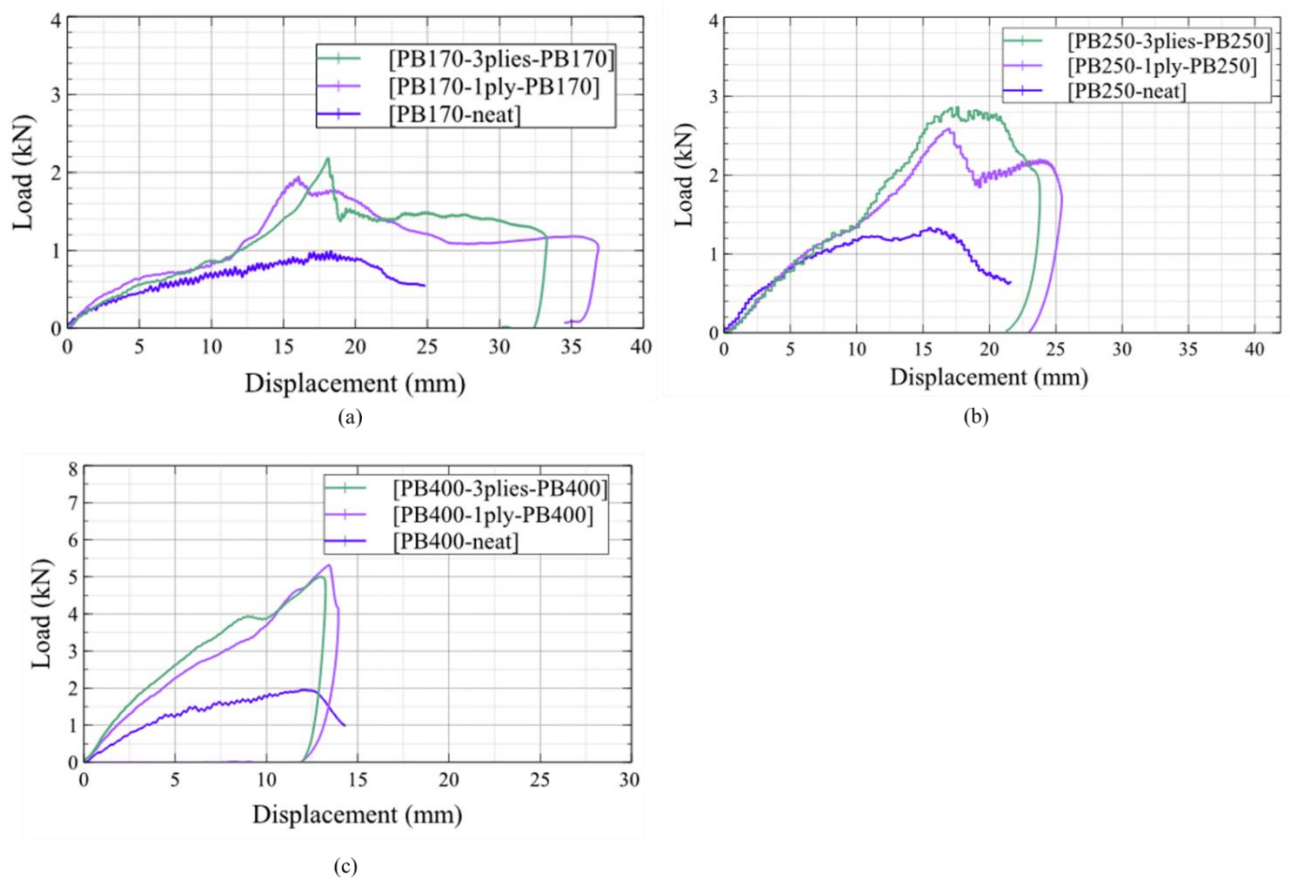 4
3
2
1
0
Load (kN)
[PB170-3plies-PB170]
[PB170-1ply-PB170]
[PB170-neat]
0 5 10 15 20 25 30 35 40
Displacement (mm)
(a)
4
3
2
1
0
Load (kN)
[PB250-3plies-PB250]
[PB250-1ply-PB250]
[PB250-neat]
0 5 10 15 20 25 30 35 40
Displacement (mm)
(b)
8
7
6
5
4
3
2
1
0
Load (kN)
[PB400-3plies-PB400]
[PB400-1ply-PB400]
[PB400-neat]
0 5 10 15 20 25 30
Displacement (mm)
(c)